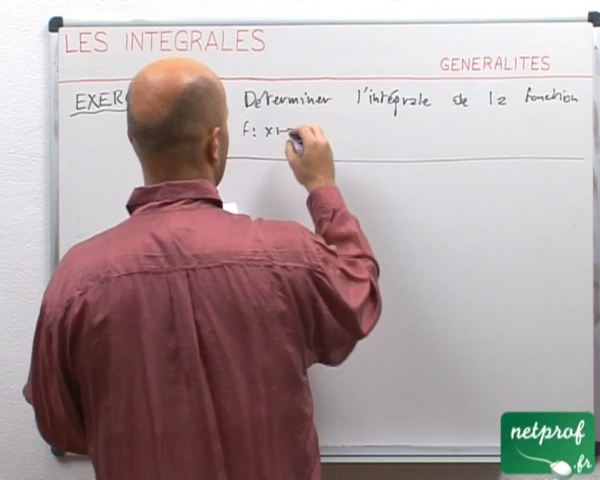 LES INTEGRALES
GENERALITES
EXER
Déterminer l'intégrale de la fonction
f: x
netprof
.fr